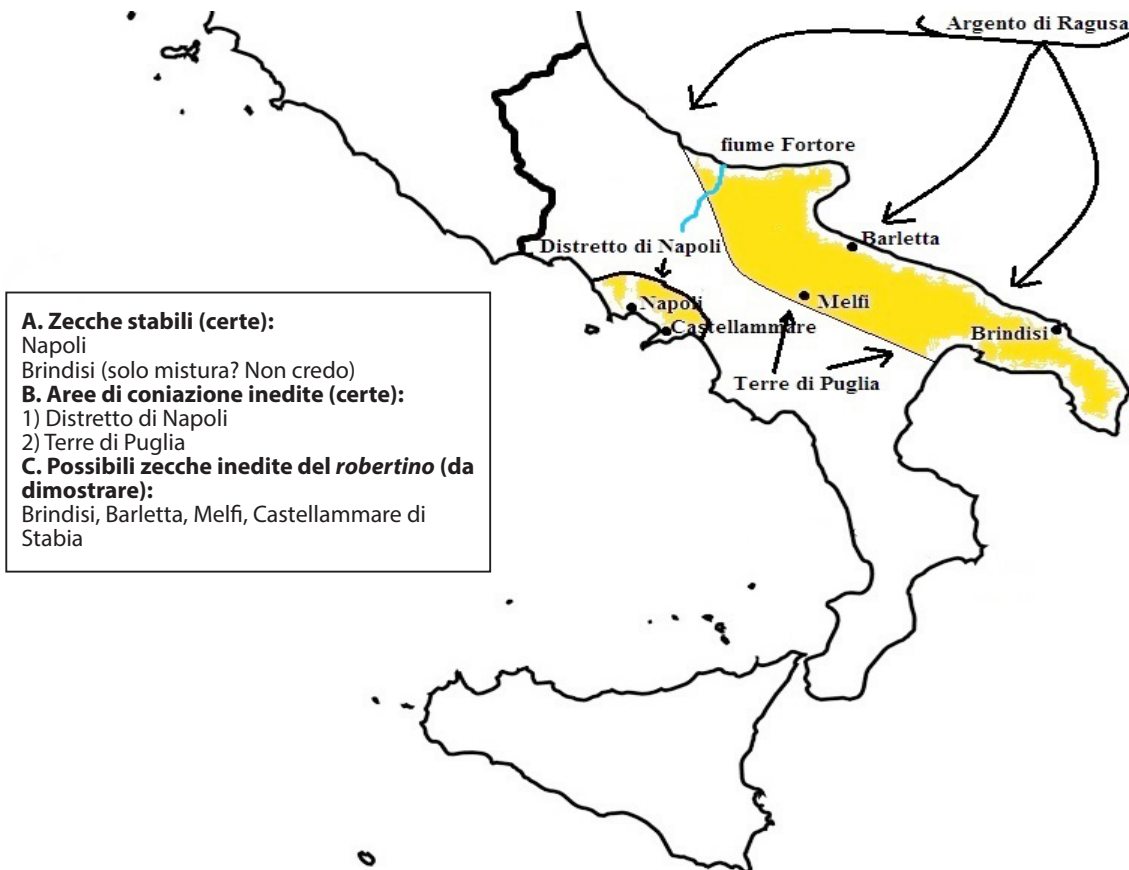 Argento di Ragusa
fiume Fortore
Distretto di Napoli
Barletta
Napoli
Melfi
Castellammare
Brindisi
Terre di Puglia
A. Zecche stabili (certe):
Napoli
Brindisi (solo mistura? Non credo)
B. Aree di coniazione inedite (certe):
1) Distretto di Napoli
2) Terre di Puglia
C. Possibili zecche inedite del robertino (da
dimostrare):
Brindisi, Barletta, Melfi, Castellammare di
Stabia